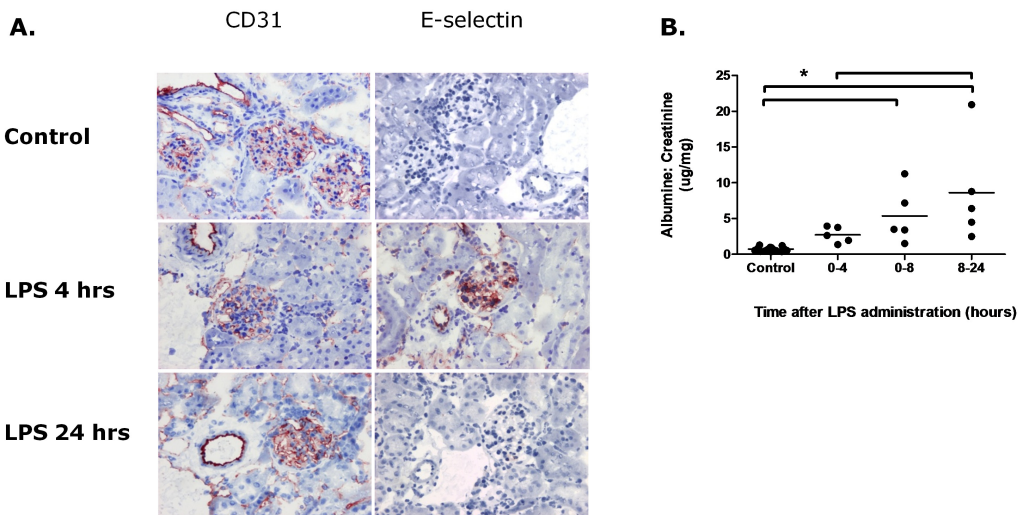 A.
CD31
E-selectin
Control
LPS 4 hrs
LPS 24 hrs
B.
*
25
20
15
10
5
0
Albumine: Creatinine
(ug/mg)
Control
0-4
0-8
8-24
Time after LPS administration (hours)